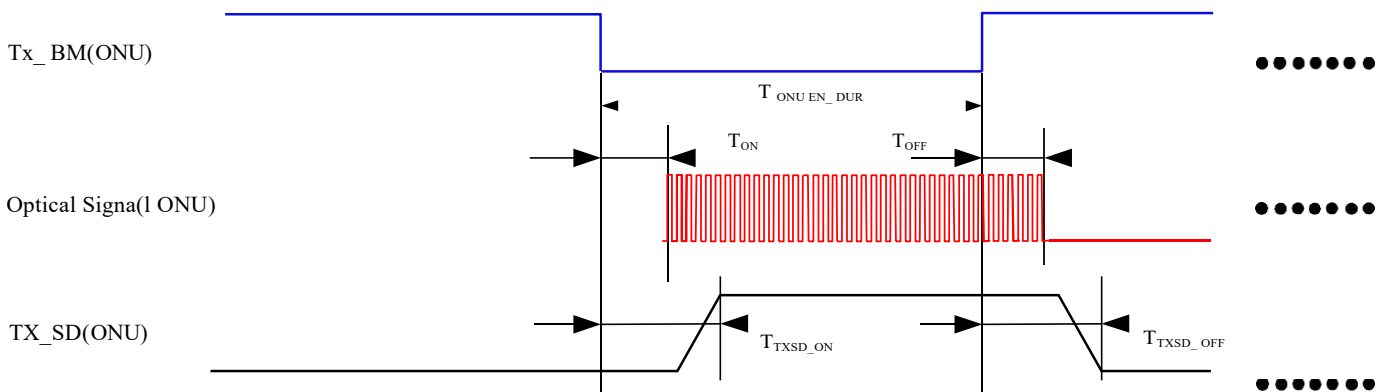 Tx_ BM(ONU)
T ONU EN_ DUR
TON
TOFF
Optical Signa(l ONU)
TX_SD(ONU)
TTXSD_ON
TTXSD_ OFF